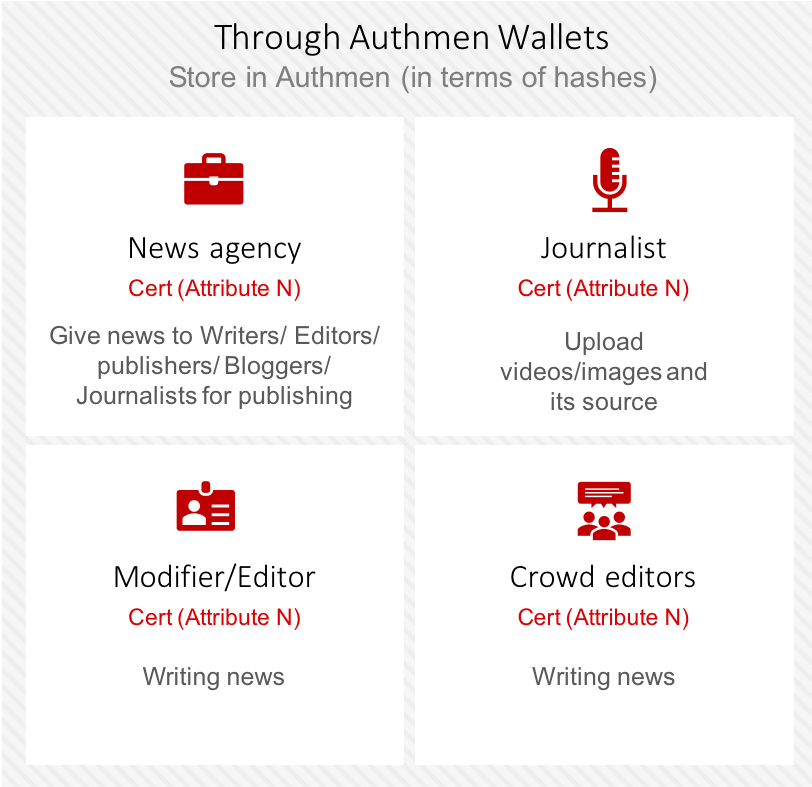 Through Authmen Wallets
Store in Authmen (in terms of hashes)
News agency
Cert (Attribute N)
Give news to Writers/ Editors/
publishers/ Bloggers/
Journalists for publishing
Journalist
Cert (Attribute N)
Upload
videos/images and
its source
Modifier/Editor
Cert (Attribute N)
Writing news
Crowd editors
Cert (Attribute N)
Writing news